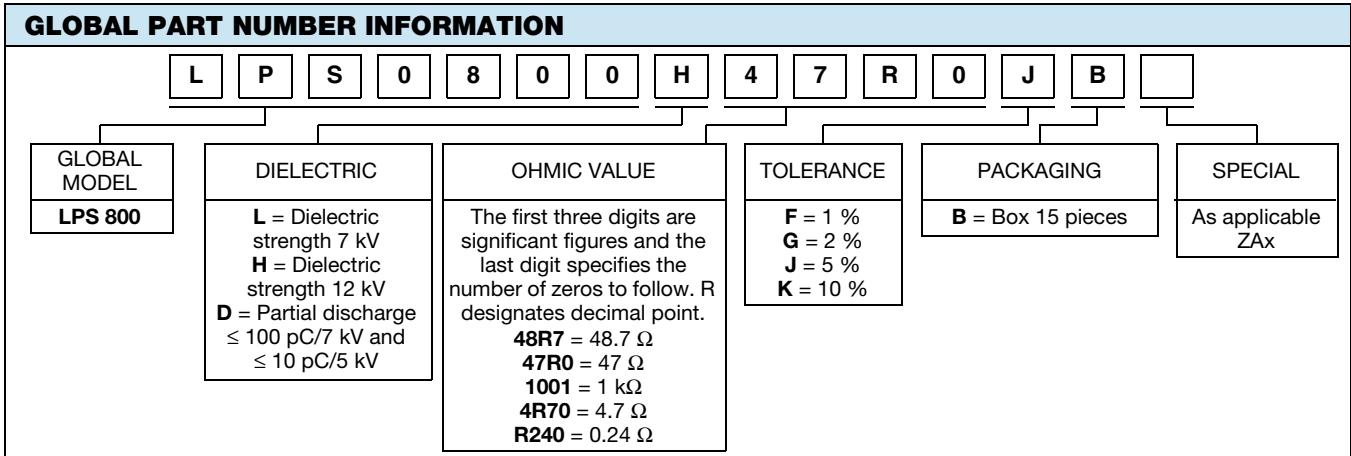 GLOBAL PART NUMBER INFORMATION
L P S 0 8 0 0 H 4 7 R 0 J B
GLOBAL
MODEL
LPS 800
DIELECTRIC
L = Dielectric
strength 7 kV
H = Dielectric
strength 12 kV
D = Partial discharge
≤ 100 pC/7 kV and
≤ 10 pC/5 kV
OHMIC VALUE
The first three digits are
significant figures and the
last digit specifies the
number of zeros to follow. R
designates decimal point.
48R7 = 48.7 Ω
47R0 = 47 Ω
1001 = 1 kΩ
4R70 = 4.7 Ω
R240 = 0.24 Ω
TOLERANCE
F = 1 %
G = 2 %
J = 5 %
K = 10 %
PACKAGING
B = Box 15 pieces
SPECIAL
As applicable
ZAx